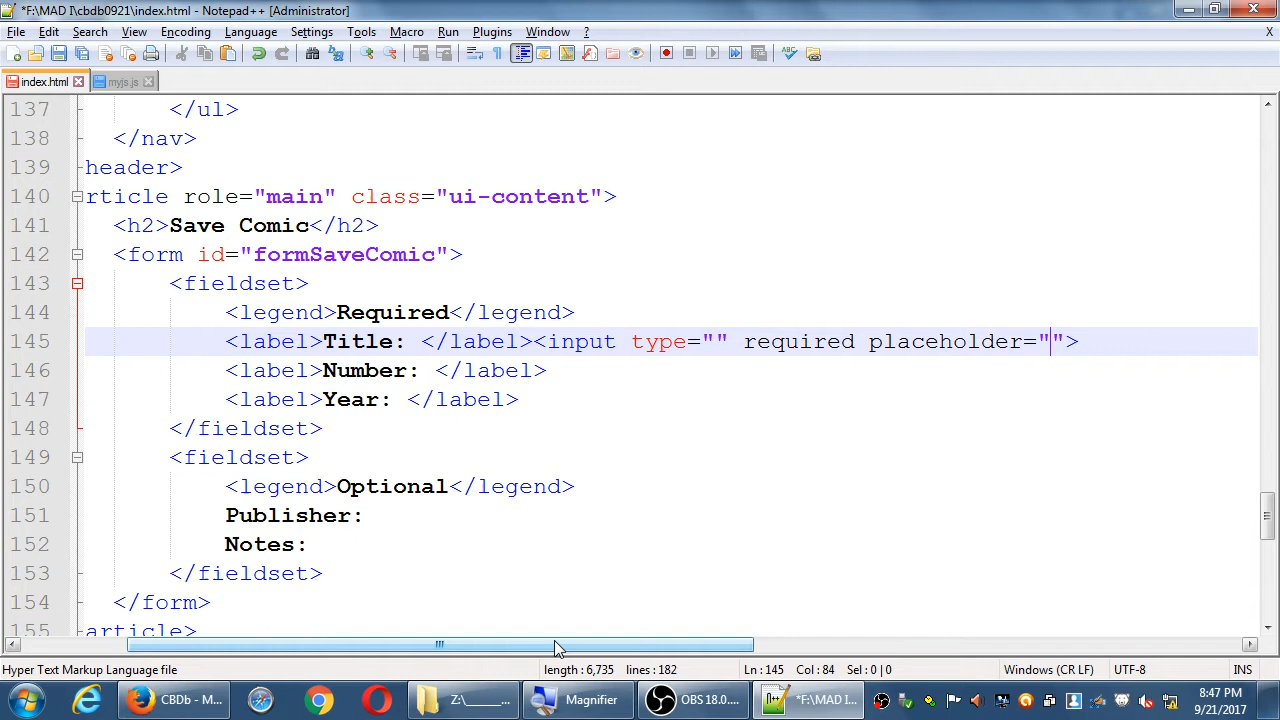 *F:\MAD I\cbdb0921\index.html - Notepad++ [Administrator]
File Edit Search View Encoding Language Settings Tools Macro Run Plugins Window ? X
index.html myjs.js
137 </ul>
138 </nav>
139 header>
140 rticle role="main" class="ui-content">
141 <h2>Save Comic</h2>
142 <form id="formSaveComic">
143 <fieldset>
144 <legend>Required</legend>
145 <label>Title: </label><input type="" required placeholder="">
146 <label>Number: </label>
147 <label>Year: </label>
148 </fieldset>
149 <fieldset>
150 <legend>Optional</legend>
151 Publisher:
152 Notes:
153 </fieldset>
154 </form>
155 article>
Hyper Text Markup Language file length : 6,735 lines : 182 Ln : 145 Col : 84 Sel : 0 | 0 Windows (CR LF) UTF-8 INS
CBDb - M... Z:\_____... Magnifier OBS 18.0.... *F:\MAD I... 8:47 PM
9/21/2017